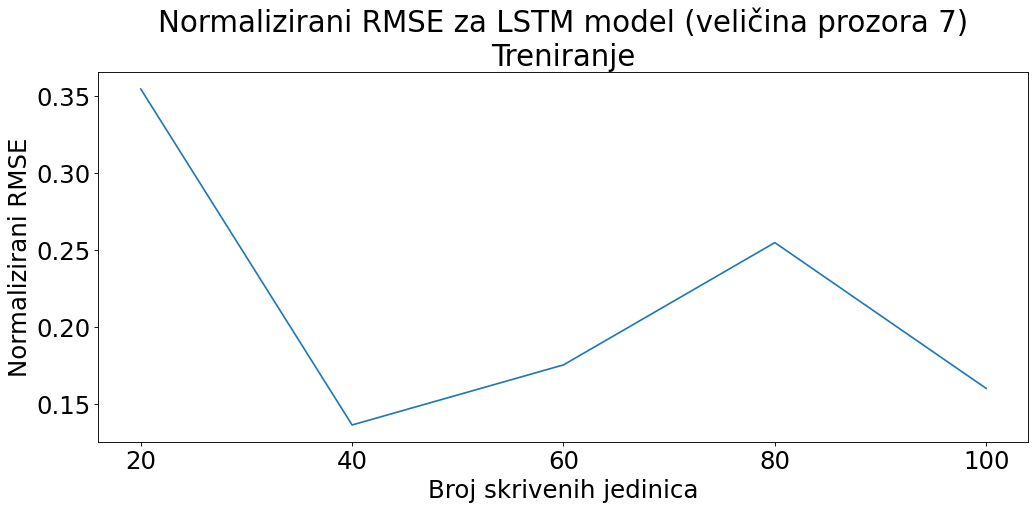 Normalizirani RMSE za LSTM model (veličina prozora 7)
Treniranje
Normalizirani RMSE
0.35
0.30
0.25
0.20
0.15
20 40 60 80 100
Broj skrivenih jedinica